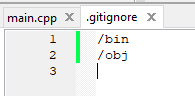 main.cpp .gitignore
1 /bin
2 /obj
3